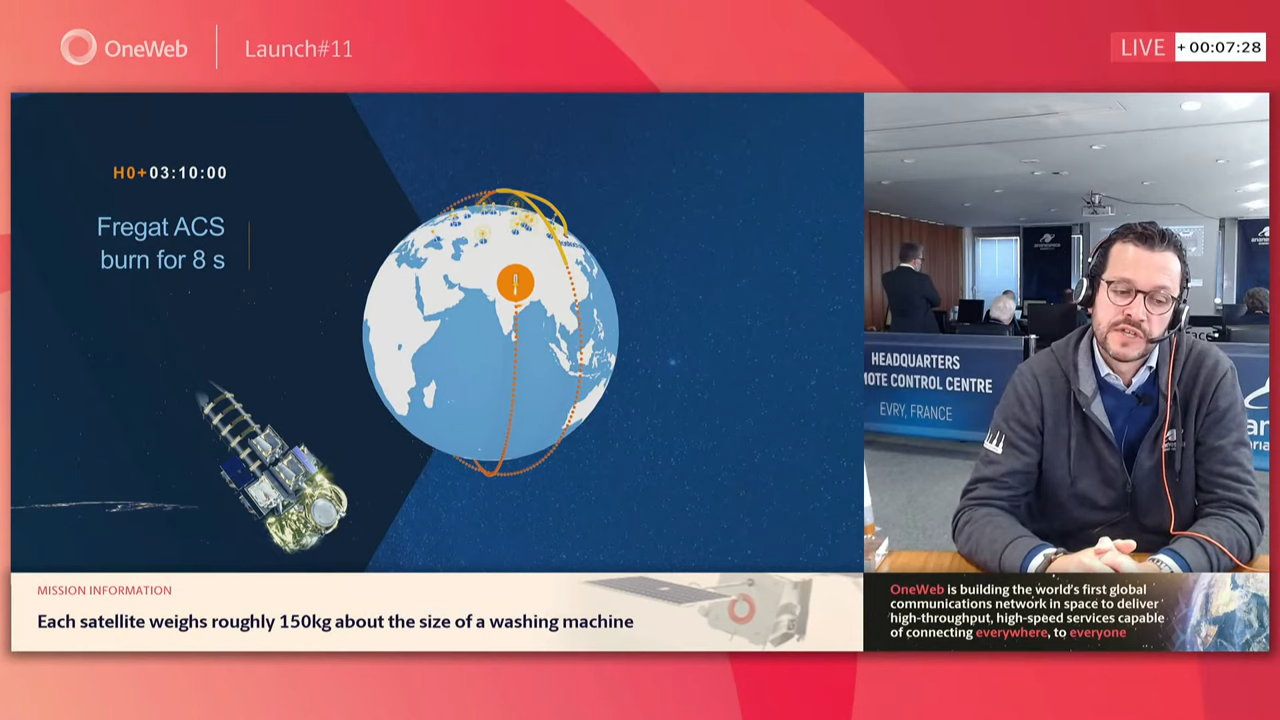 OneWeb
Launch#11
LIVE
+ 00:07:28
H0+03:10:00
Fregat ACS
burn for 8 s
HEADQUARTERS
MOTE CONTROL CENTRE
EVRY, FRANCE
MISSION INFORMATION
Each satellite weighs roughly 150kg about the size of a washing machine
OneWeb is building the world's first global
communications network in space to deliver
high-throughput, high-speed services capable
of connecting everywhere, to everyone